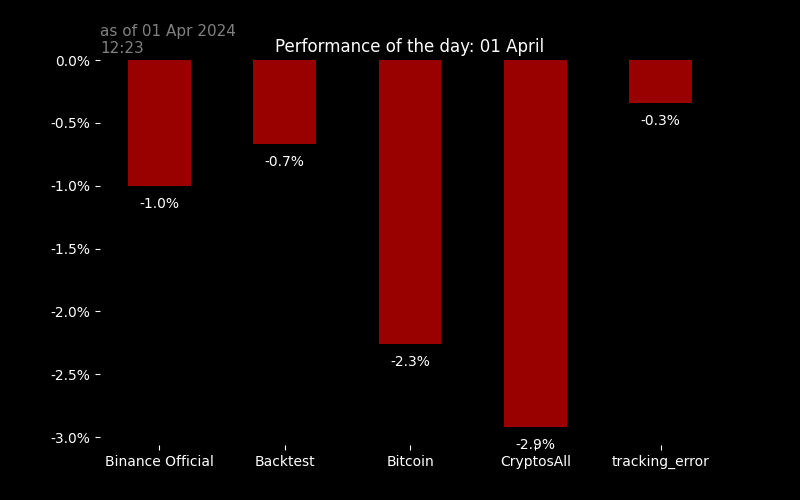 as of 01 Apr 2024
12:23
Performance of the day: 01 April
0.0%
-0.5%
-1.0%
-1.5%
-2.0%
-2.5%
-3.0%
-1.0%
-0.7%
-2.3%
-2.9%
-0.3%
Binance Official
Backtest
Bitcoin
CryptosAll
tracking_error